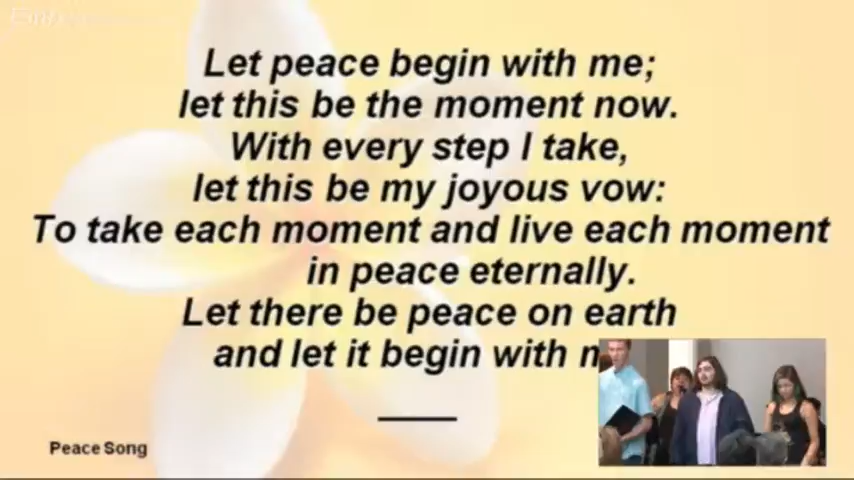 Let peace begin with me;
let this be the moment now.
With every step I take,
let this be my joyous vow:
To take each moment and live each moment
in peace eternally.
Let there be peace on earth
and let it begin with
Peace Song